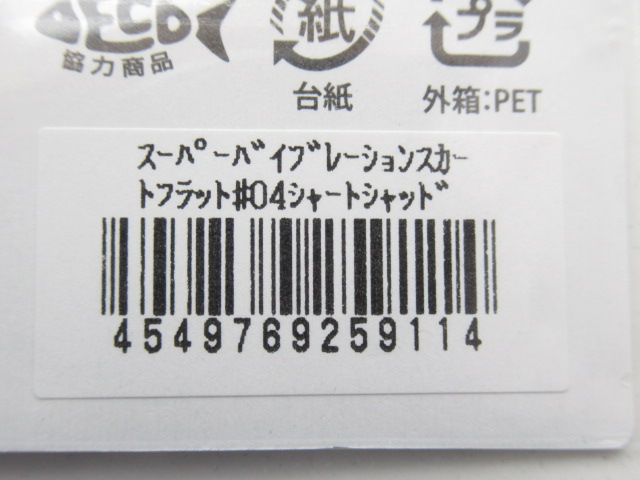 ECO
協力商品
紙
台紙
プラ
外箱:PET
スーパーバイブレーションスカー
トフラット#04シャートシャッド
4549769259114